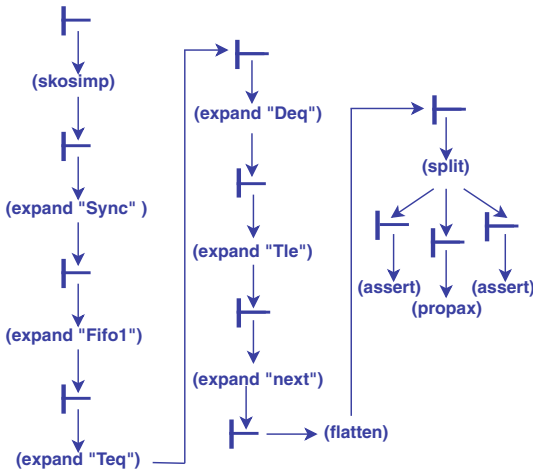 (skosimp)
(expand "Sync" )
(expand "Fifo1")
(expand "Teq")
(expand "Deq")
(expand "Tle")
(expand "next")
(flatten)
(split)
(assert)
(propax)
(assert)